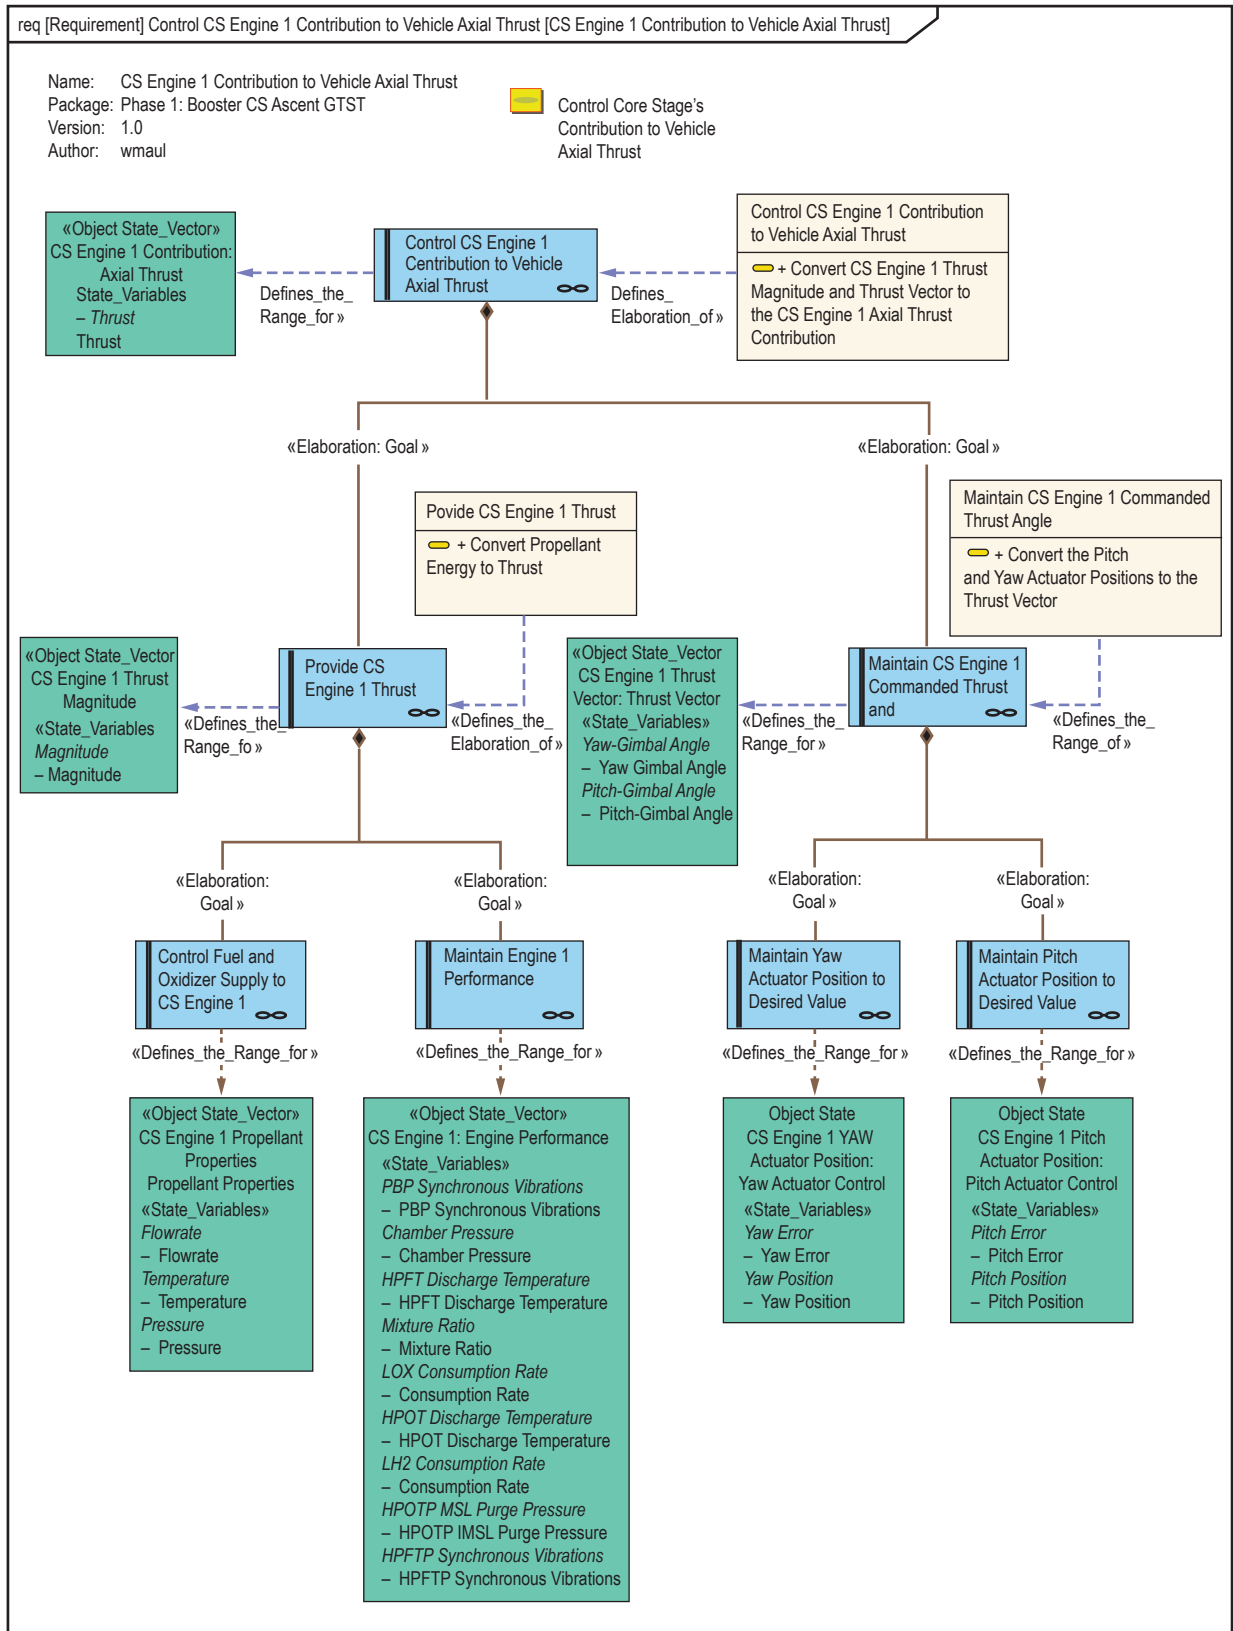 req [Requirement] Control CS Engine 1 Contribution to Vehicle Axial Thrust [CS Engine 1 Contribution to Vehicle Axial Thrust]
Name: CS Engine 1 Contribution to Vehicle Axial Thrust
Package: Phase 1: Booster CS Ascent GTST
Version: 1.0
Author: wmaul
Control Core Stage's
Contribution to Vehicle
Axial Thrust
«Object State_Vector»
CS Engine 1 Contribution:
Axial Thrust
State_Variables
– Thrust
Thrust
Defines_the_
Range_for »
Control CS Engine 1
Centribution to Vehicle
Axial Thrust
Defines_
Elaboration_of»
Control CS Engine 1 Contribution
to Vehicle Axial Thrust
+ Convert CS Engine 1 Thrust
Magnitude and Thrust Vector to
the CS Engine 1 Axial Thrust
Contribution
«Elaboration: Goal »
«Elaboration: Goal »
Povide CS Engine 1 Thrust
+ Convert Propellant
Energy to Thrust
Maintain CS Engine 1 Commanded
Thrust Angle
+ Convert the Pitch
and Yaw Actuator Positions to the
Thrust Vector
«Object State_Vector
CS Engine 1 Thrust
Magnitude
«State_Variables
Magnitude
– Magnitude
«Defines_the_
Range_fo »
Provide CS
Engine 1 Thrust
«Defines_the_
Elaboration_of»
«Object State_Vector
CS Engine 1 Thrust
Vector: Thrust Vector
«State_Variables»
Yaw-Gimbal Angle
– Yaw Gimbal Angle
Pitch-Gimbal Angle
– Pitch-Gimbal Angle
«Defines_the_
Range_for»
Maintain CS Engine 1
Commanded Thrust
and
«Defines_the_
Range_of»
«Elaboration:
Goal »
«Elaboration:
Goal »
«Elaboration:
Goal »
«Elaboration:
Goal »
Control Fuel and
Oxidizer Supply to
CS Engine 1
Maintain Engine 1
Performance
Maintain Yaw
Actuator Position to
Desired Value
Maintain Pitch
Actuator Position to
Desired Value
«Defines_the_Range_for »
«Defines_the_Range_for »
«Defines_the_Range_for »
«Defines_the_Range_for »
«Object State_Vector»
CS Engine 1 Propellant
Properties
Propellant Properties
«State_Variables»
Flowrate
– Flowrate
Temperature
– Temperature
Pressure
– Pressure
«Object State_Vector»
CS Engine 1: Engine Performance
«State_Variables»
PBP Synchronous Vibrations
– PBP Synchronous Vibrations
Chamber Pressure
– Chamber Pressure
HPFT Discharge Temperature
– HPFT Discharge Temperature
Mixture Ratio
– Mixture Ratio
LOX Consumption Rate
– Consumption Rate
HPOT Discharge Temperature
– HPOT Discharge Temperature
LH2 Consumption Rate
– Consumption Rate
HPOTP MSL Purge Pressure
– HPOTP IMSL Purge Pressure
HPFTP Synchronous Vibrations
– HPFTP Synchronous Vibrations
Object State
CS Engine 1 YAW
Actuator Position:
Yaw Actuator Control
«State_Variables»
Yaw Error
– Yaw Error
Yaw Position
– Yaw Position
Object State
CS Engine 1 Pitch
Actuator Position:
Pitch Actuator Control
«State_Variables»
Pitch Error
– Pitch Error
Pitch Position
– Pitch Position